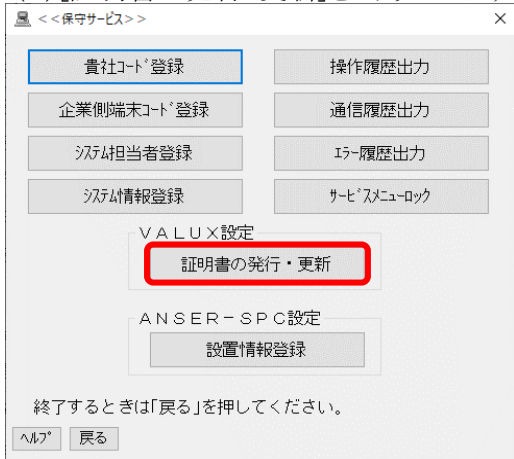 <<保守サービス>>
貴社ｺｰﾄﾞ登録
操作履歴出力
企業側端末ｺｰﾄﾞ登録
通信履歴出力
ｼｽﾃﾑ担当者登録
ｴﾗｰ履歴出力
ｼｽﾃﾑ情報登録
ｻｰﾋﾞｽﾒﾆｭｰﾛｯｸ
ＶＡＬＵＸ設定
証明書の発行・更新
ＡＮＳＥＲ－ＳＰＣ設定
設置情報登録
終了するときは「戻る」を押してください。
ﾍﾙﾌﾟ 戻る